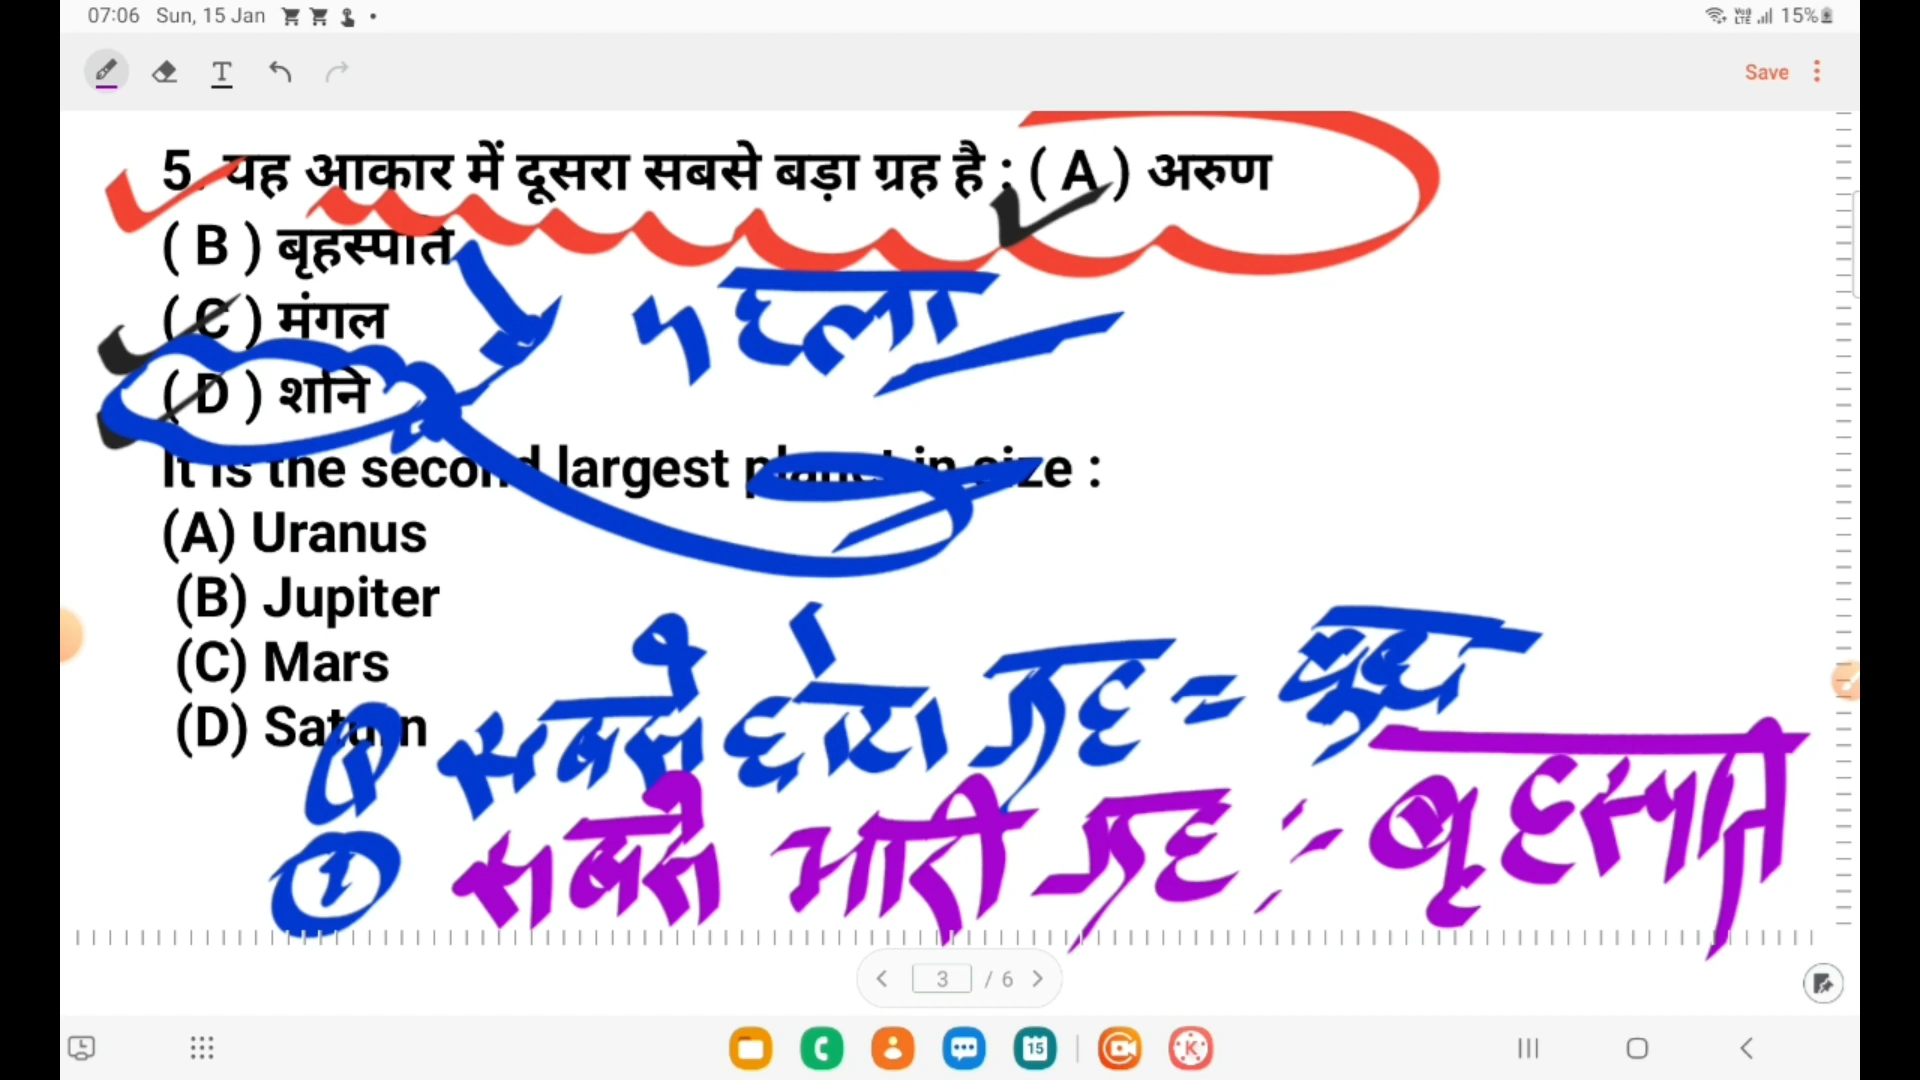 07:06 Sun, 15 Jan
15%
Save
5. यह आकार में दूसरा सबसे बड़ा ग्रह है : ( A ) अरुण
( B ) बृहस्पति
पहला
( C ) मंगल
( D ) शनि
It is the second largest planet in size :
(A) Uranus
(B) Jupiter
(C) Mars
(D) Saturn
सबसे छोटा ग्रह = बुध
सबसे भारी ग्रह :- बृहस्पति
3 / 6
15
K